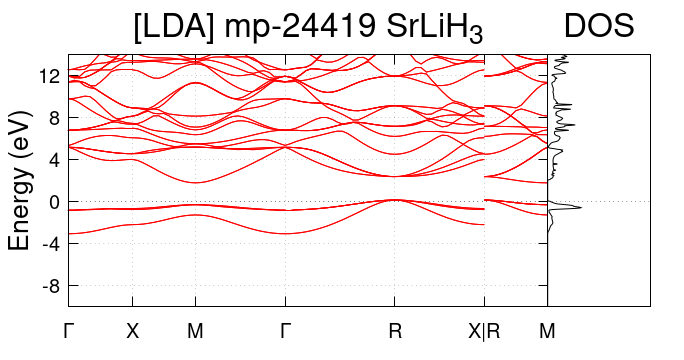 [LDA] mp-24419 SrLiH3 DOS
Energy (eV)
12
8
4
0
-4
-8
Γ X M Γ R X|R M